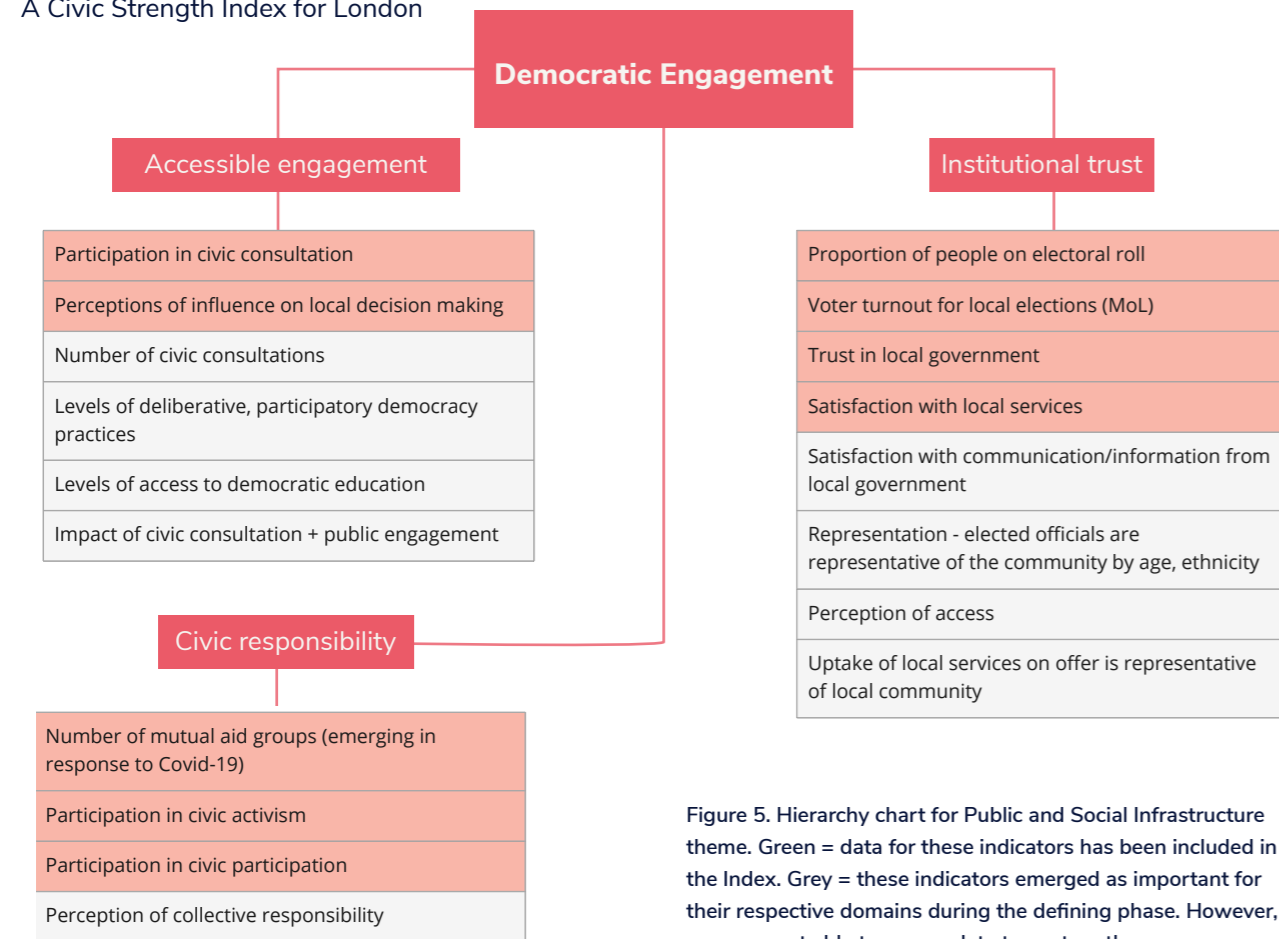 A Civic Strength Index for London
Democratic Engagement
Accessible engagement
Participation in civic consultation
Perceptions of influence on local decision making
Number of civic consultations
Levels of deliberative, participatory democracy
practices
Levels of access to democratic education
Impact of civic consultation + public engagement
Institutional trust
Proportion of people on electoral roll
Voter turnout for local elections (MoL)
Trust in local government
Satisfaction with local services
Satisfaction with communication/information from
local government
Representation - elected officials are
representative of the community by age, ethnicity
Perception of access
Uptake of local services on offer is representative
of local community
Civic responsibility
Number of mutual aid groups (emerging in
response to Covid-19)
Participation in civic activism
Participation in civic participation
Perception of collective responsibility
Figure 5. Hierarchy chart for Public and Social Infrastructure
theme. Green = data for these indicators has been included in
the Index. Grey = these indicators emerged as important for
their respective domains during the defining phase. However,